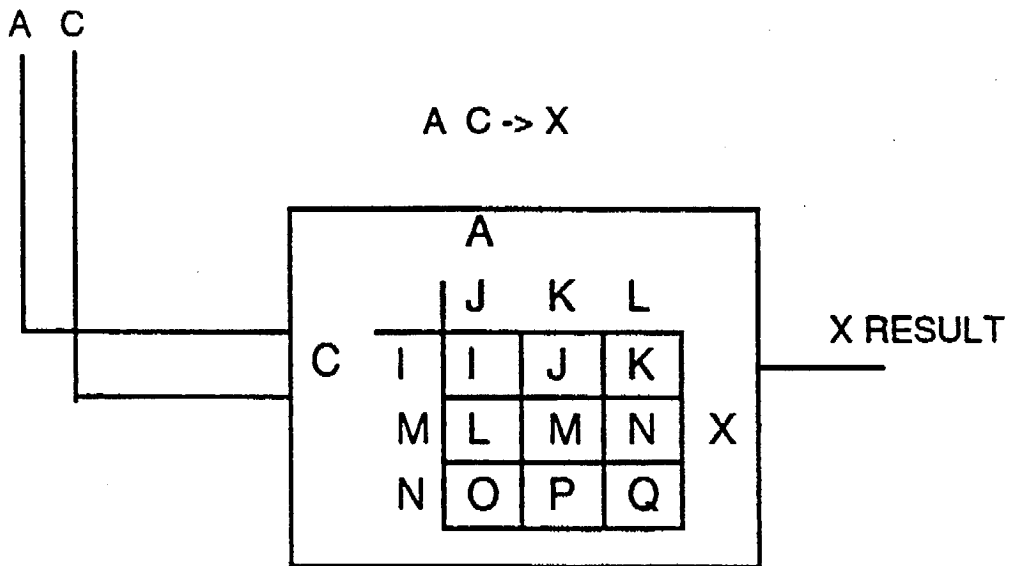 A C
A C -> X
A
J K L
X RESULT
C I I J K
M L M N X
N O P Q